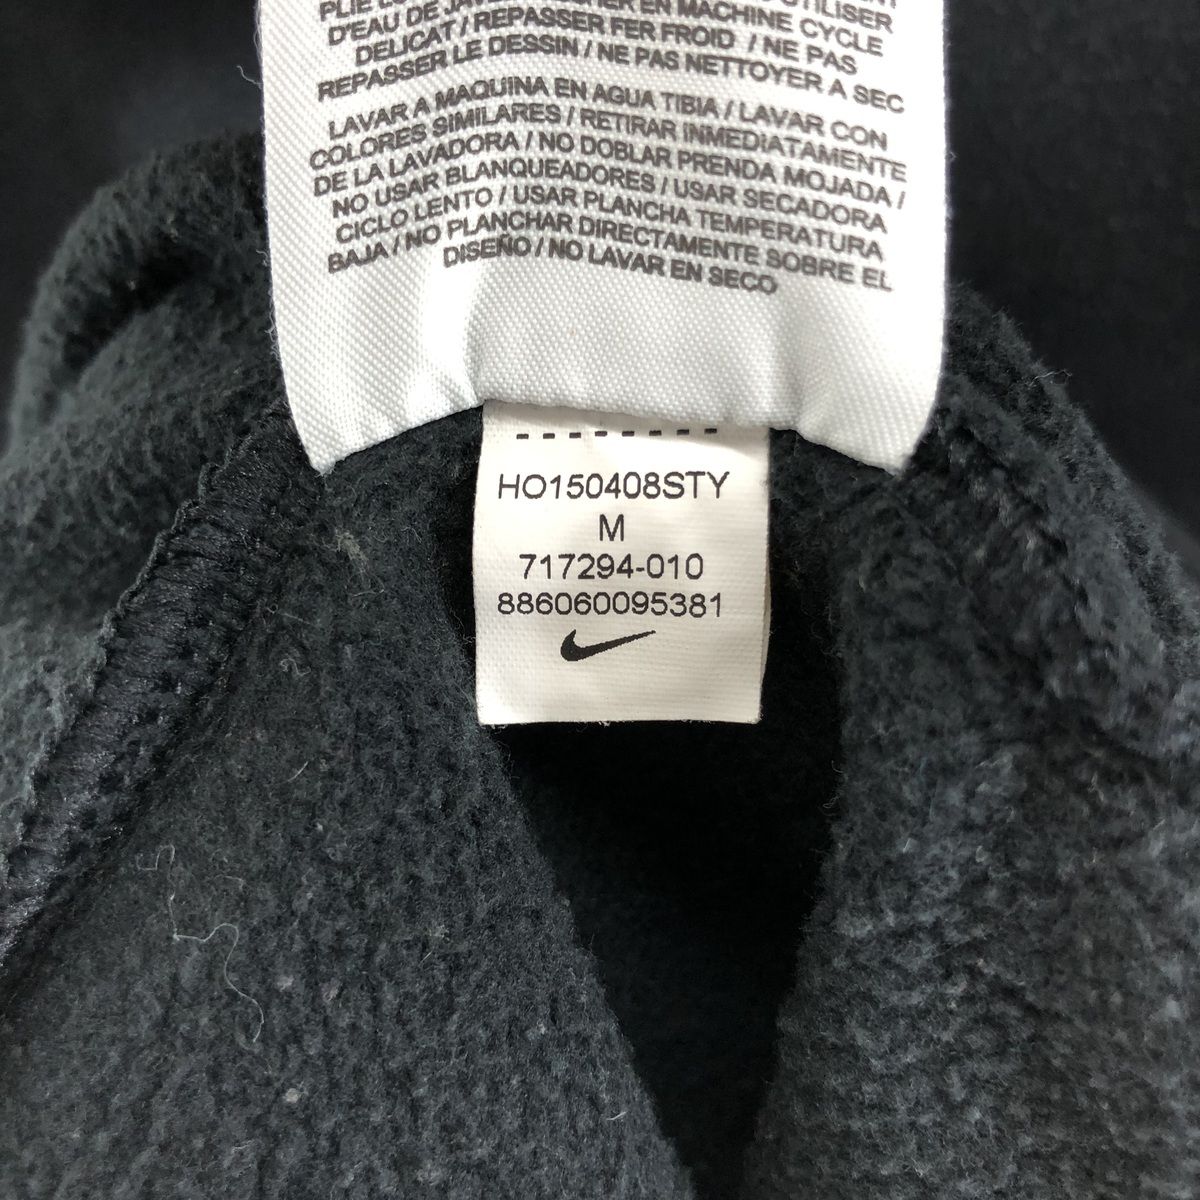 UTILISER
D'EAU DE EN MACHINE CYCLE
DELICAT / REPASSER FER FROID / NE PAS
REPASSER LE DESSIN / NE PAS NETTOYER A SEC
LAVAR A MAQUINA EN AGUA TIBIA / LAVAR CON
COLORES SIMILARES / RETIRAR INMEDIATAMENTE
DE LA LAVADORA / NO DOBLAR PRENDA MOJADA /
NO USAR BLANQUEADORES / USAR SECADORA
CICLO LENTO / USAR PLANCHA TEMPERATURA
BAJA / NO PLANCHAR DIRECTAMENTE SOBRE EL
DISEÑO / NO LAVAR EN SECO
HO150408STY
M
717294-010
886060095381